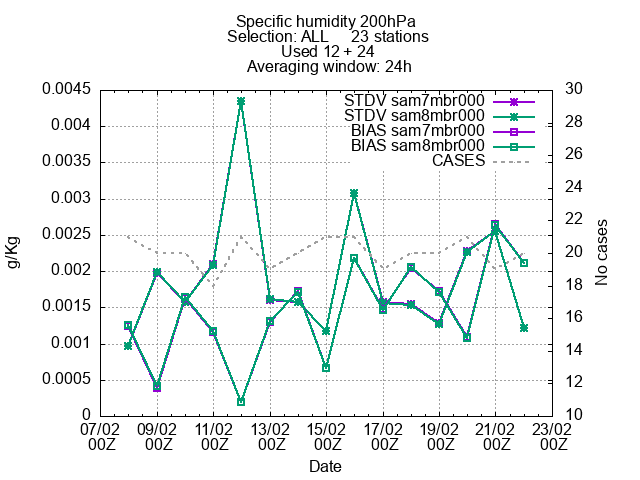 Specific humidity 200hPa
Selection: ALL 23 stations
Used 12 + 24
Averaging window: 24h
STDV sam7mbr000
STDV sam8mbr000
BIAS sam7mbr000
BIAS sam8mbr000
CASES
0.0045
0.004
0.0035
0.003
0.0025
0.002
0.0015
0.001
0.0005
0
g/Kg
30
28
26
24
22
20
18
16
14
12
10
No cases
07/02 09/02 11/02 13/02 15/02 17/02 19/02 21/02 23/02
00Z 00Z 00Z 00Z 00Z 00Z 00Z 00Z 00Z
Date